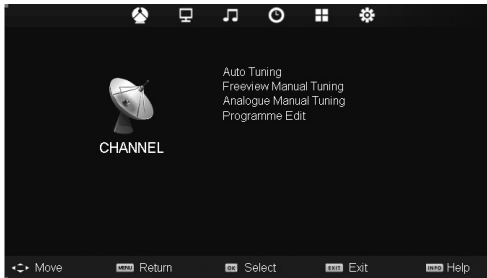 Auto Tuning
Freeview Manual Tuning
Analogue Manual Tuning
Programme Edit
CHANNEL
Move MENU Return OK Select EXIT Exit INFO Help